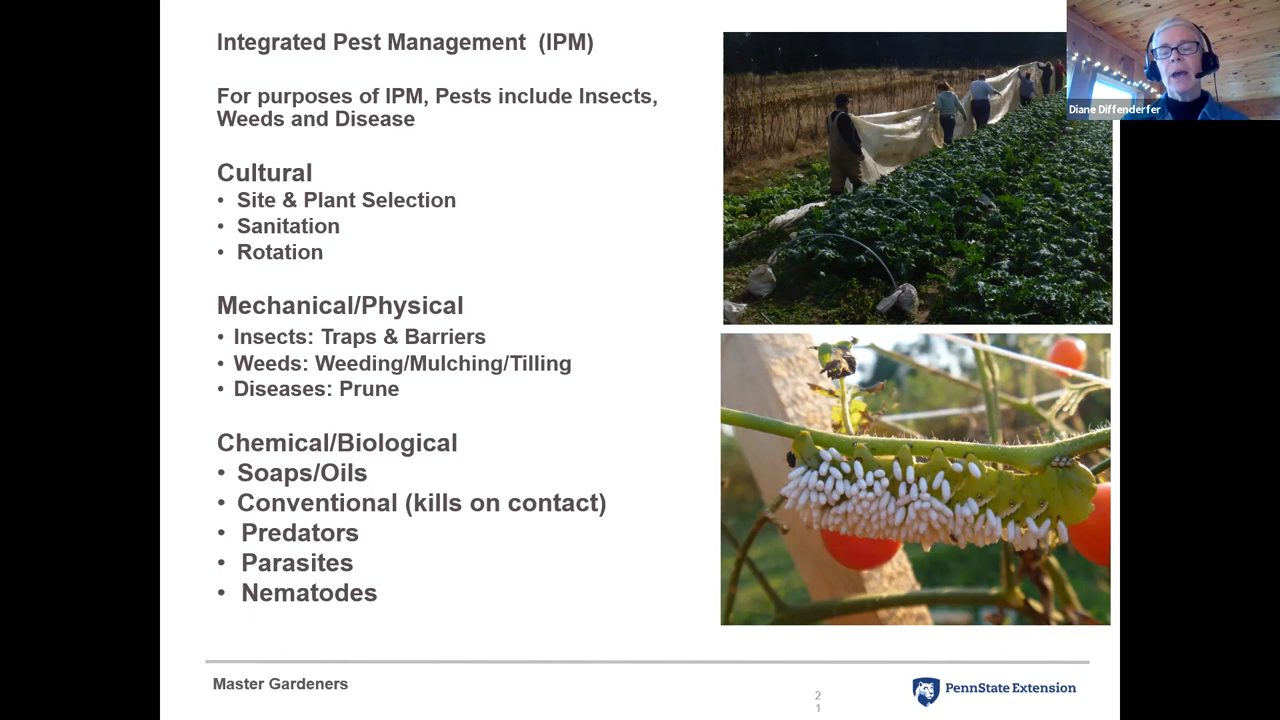 Integrated Pest Management (IPM)
For purposes of IPM, Pests include Insects,
Weeds and Disease
Cultural
• Site & Plant Selection
• Sanitation
• Rotation
Mechanical/Physical
• Insects: Traps & Barriers
• Weeds: Weeding/Mulching/Tilling
• Diseases: Prune
Chemical/Biological
• Soaps/Oils
• Conventional (kills on contact)
• Predators
• Parasites
• Nematodes
Diane Diffenderfer
Master Gardeners
2
1
PennState Extension